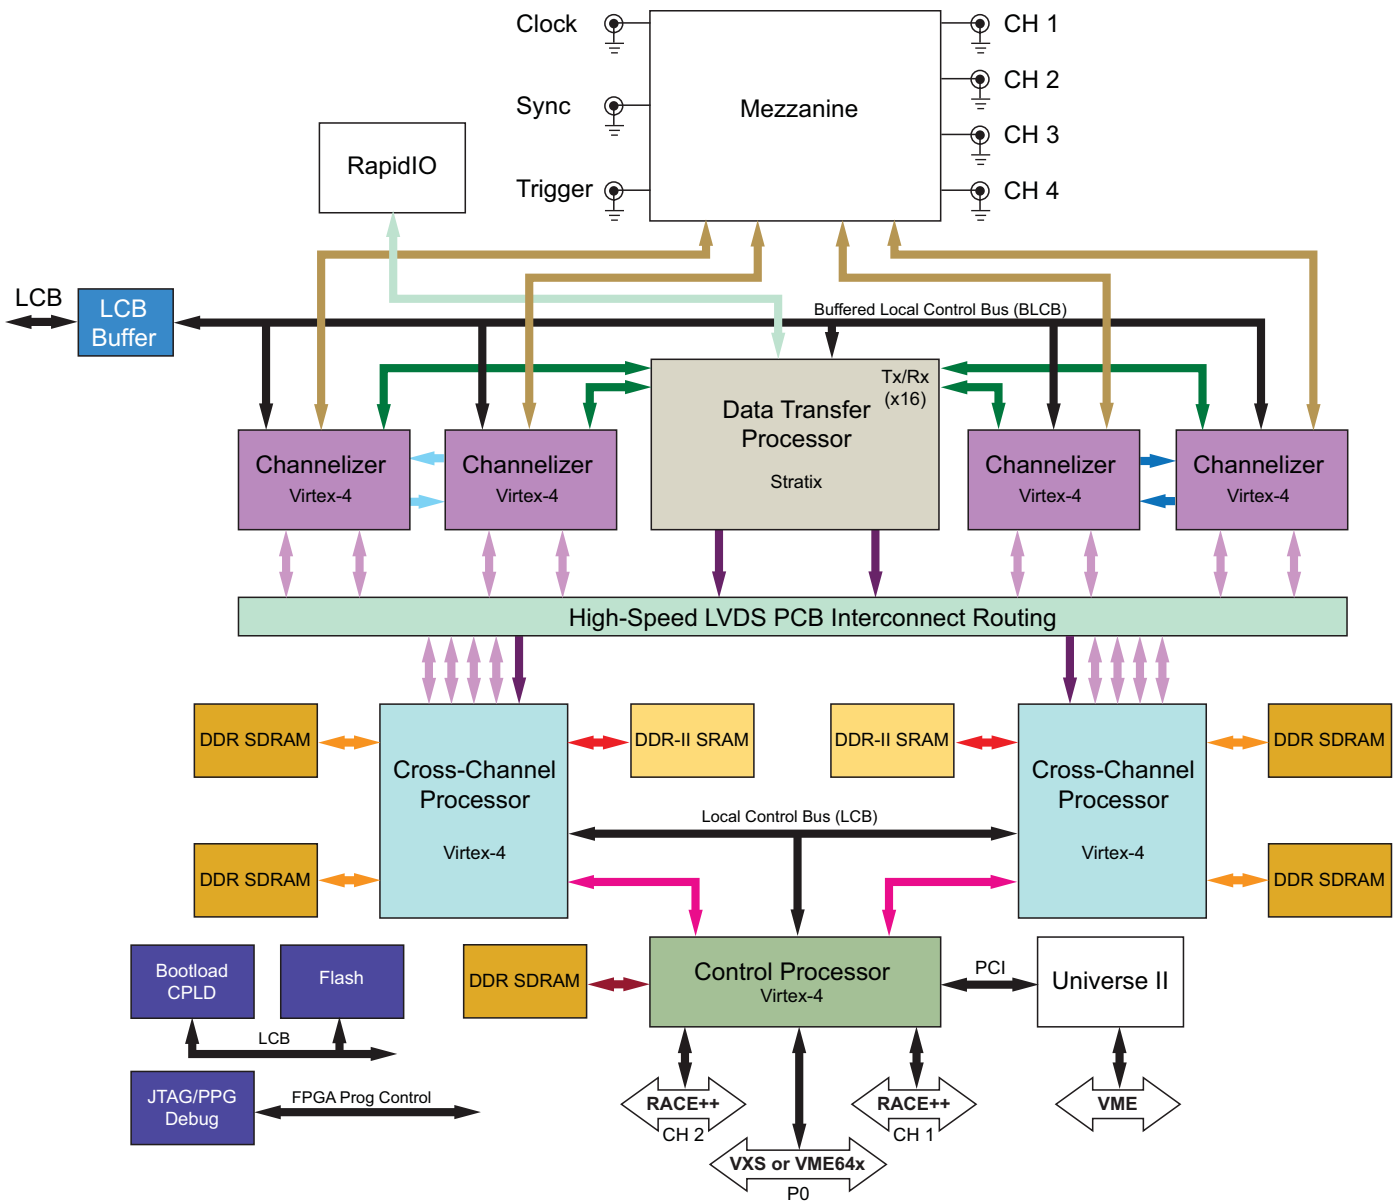 Clock
CH 1
Mezzanine
CH 2
Sync
CH 3
RapidIO
Trigger
CH 4
LCB
LCB
Buffer
Buffered Local Control Bus (BLCB)
Tx/Rx
(x16)
Data Transfer
Processor
Stratix
Channelizer
Virtex-4
Channelizer
Virtex-4
Channelizer
Virtex-4
Channelizer
Virtex-4
High-Speed LVDS PCB Interconnect Routing
DDR SDRAM
DDR-II SRAM
DDR-II SRAM
DDR SDRAM
Cross-Channel
Processor
Virtex-4
Cross-Channel
Processor
Virtex-4
Local Control Bus (LCB)
DDR SDRAM
DDR SDRAM
Bootload
CPLD
Flash
DDR SDRAM
Control Processor
Virtex-4
PCI
Universe II
LCB
JTAG/PPG
Debug
FPGA Prog Control
RACE++
CH 2
RACE++
CH 1
VME
VXS or VME64x
P0